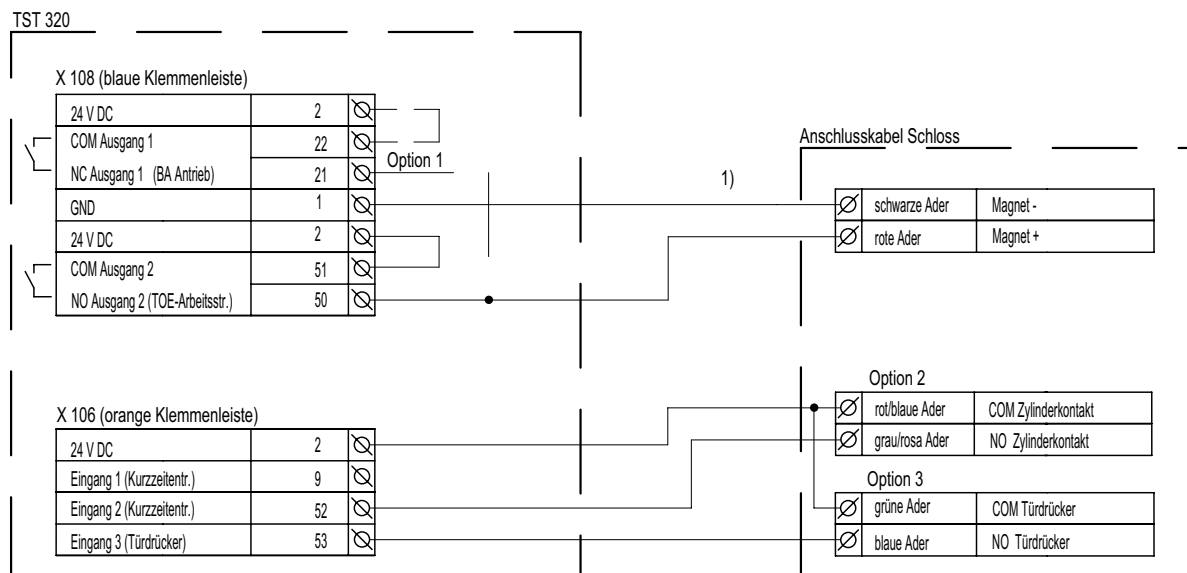 TST 320
X 108 (blaue Klemmenleiste)
24 V DC 2
COM Ausgang 1 22
NC Ausgang 1 (BA Antrieb) 21
Option 1
GND 1
24 V DC 2
COM Ausgang 2 51
NO Ausgang 2 (TOE-Arbeitsstr.) 50
1)
Anschlusskabel Schloss
schwarze Ader Magnet -
rote Ader Magnet +
X 106 (orange Klemmenleiste)
24 V DC 2
Eingang 1 (Kurzzeitentr.) 9
Eingang 2 (Kurzzeitentr.) 52
Eingang 3 (Türdrücker) 53
Option 2
rot/blaue Ader COM Zylinderkontakt
grau/rosa Ader NO Zylinderkontakt
Option 3
grüne Ader COM Türdrücker
blaue Ader NO Türdrücker